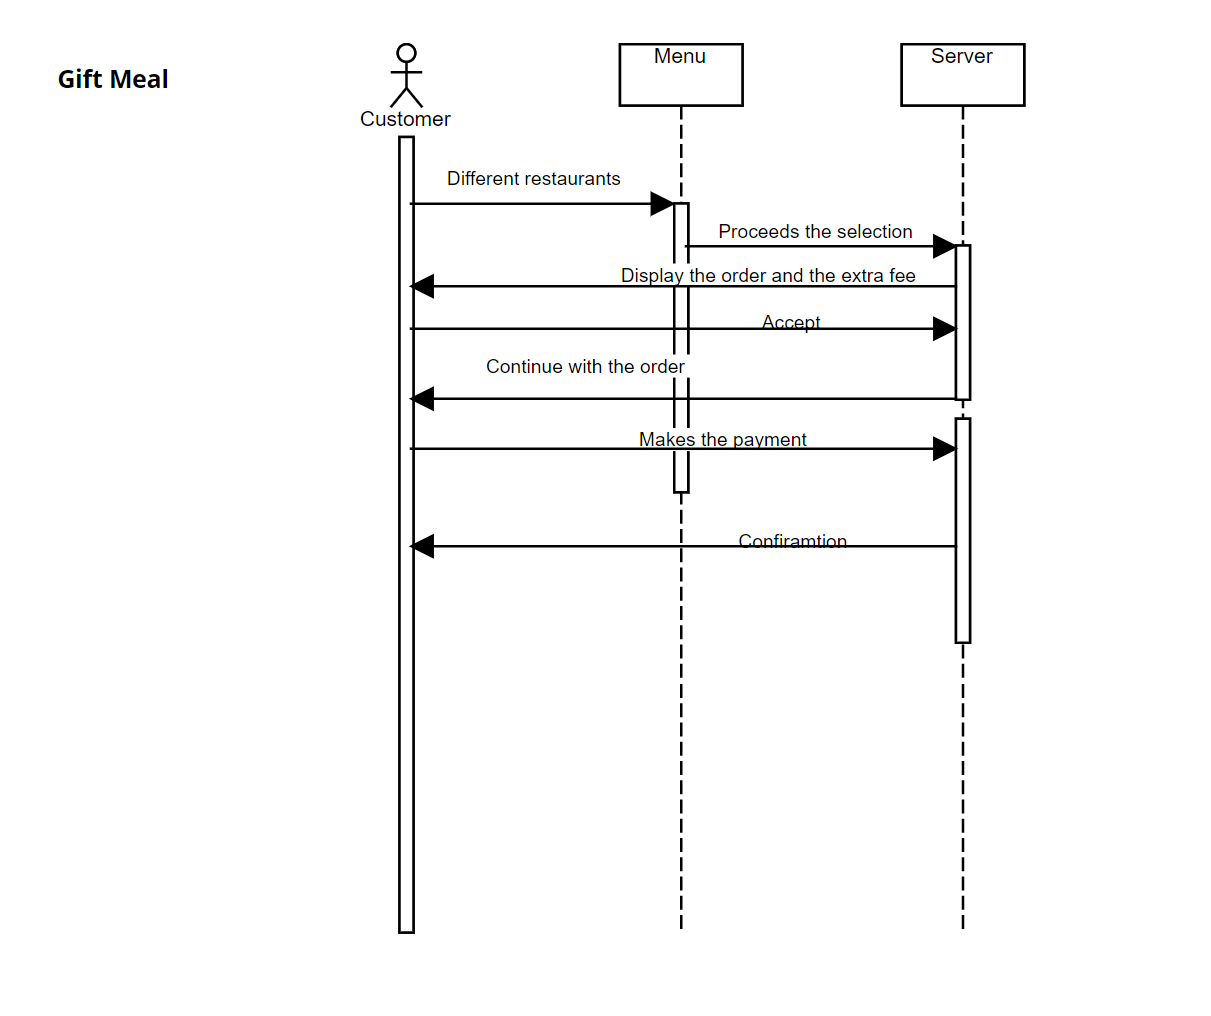 Gift Meal
Customer
Menu
Server
Different restaurants
Proceeds the selection
Display the order and the extra fee
Accept
Continue with the order
Makes the payment
Confiramtion